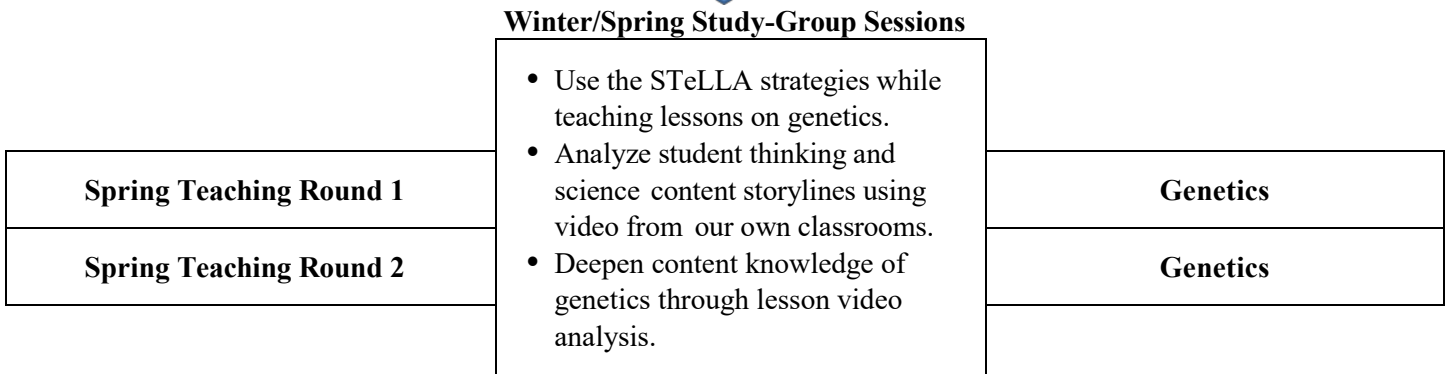 Winter/Spring Study-Group Sessions
• Use the STeLLA strategies while
teaching lessons on genetics.
• Analyze student thinking and
science content storylines using
video from our own classrooms.
• Deepen content knowledge of
genetics through lesson video
analysis.
Spring Teaching Round 1
Genetics
Spring Teaching Round 2
Genetics